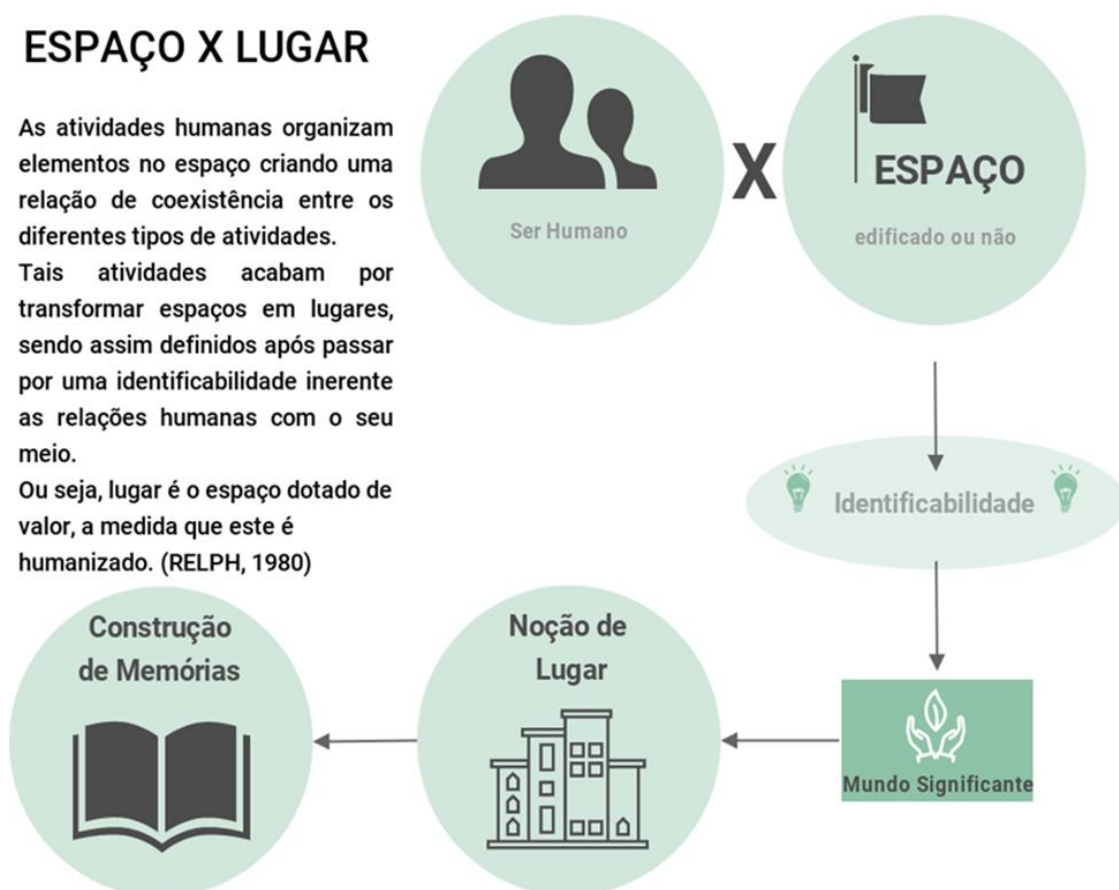 ESPAÇO X LUGAR
As atividades humanas organizam
elementos no espaço criando uma
relação de coexistência entre os
diferentes tipos de atividades.
Tais atividades acabam por
transformar espaços em lugares,
sendo assim definidos após passar
por uma identificabilidade inerente
as relações humanas com o seu
meio.
Ou seja, lugar é o espaço dotado de
valor, a medida que este é
humanizado. (RELPH, 1980)
Ser Humano
X
ESPAÇO
edificado ou não
Identificabilidade
Mundo Significante
Noção de
Lugar
Construção
de Memórias